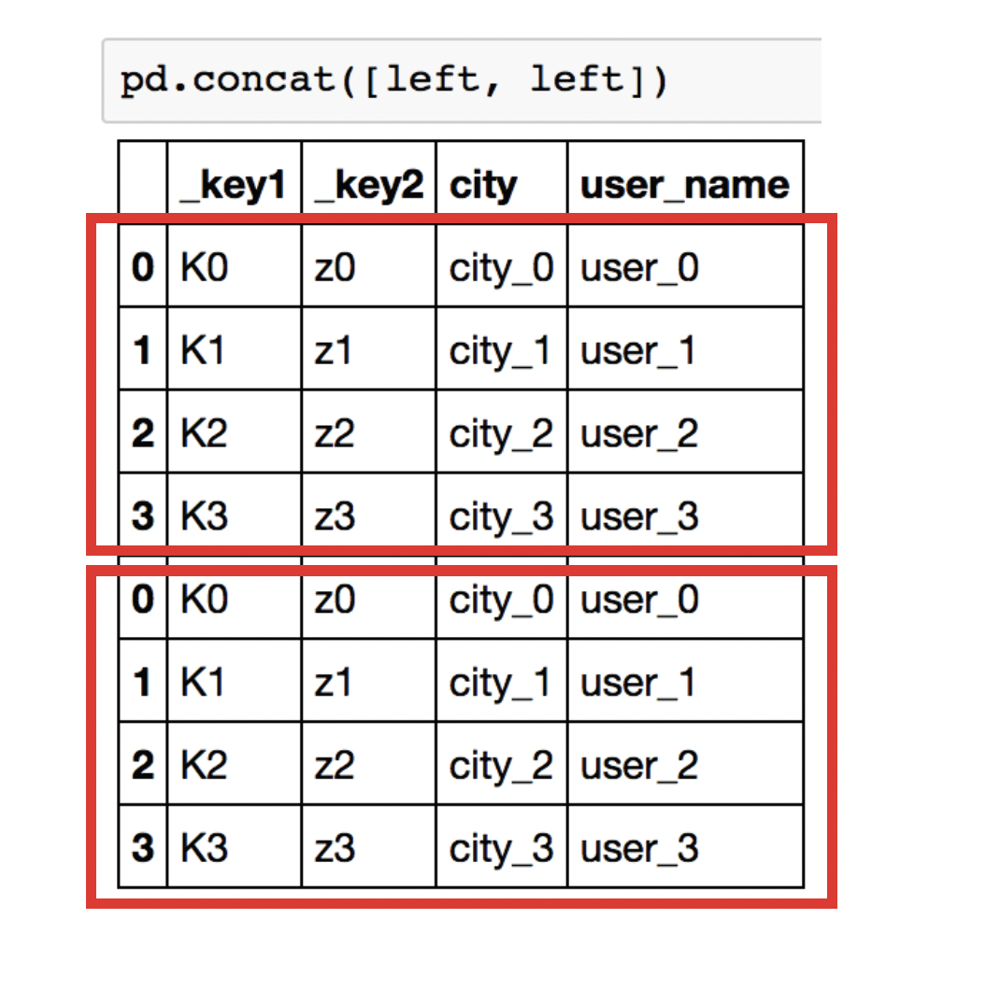 pd.concat([left, left])
_key1 _key2 city user_name
0 K0 z0 city_0 user_0
1 K1 z1 city_1 user_1
2 K2 z2 city_2 user_2
3 K3 z3 city_3 user_3
0 K0 z0 city_0 user_0
1 K1 z1 city_1 user_1
2 K2 z2 city_2 user_2
3 K3 z3 city_3 user_3